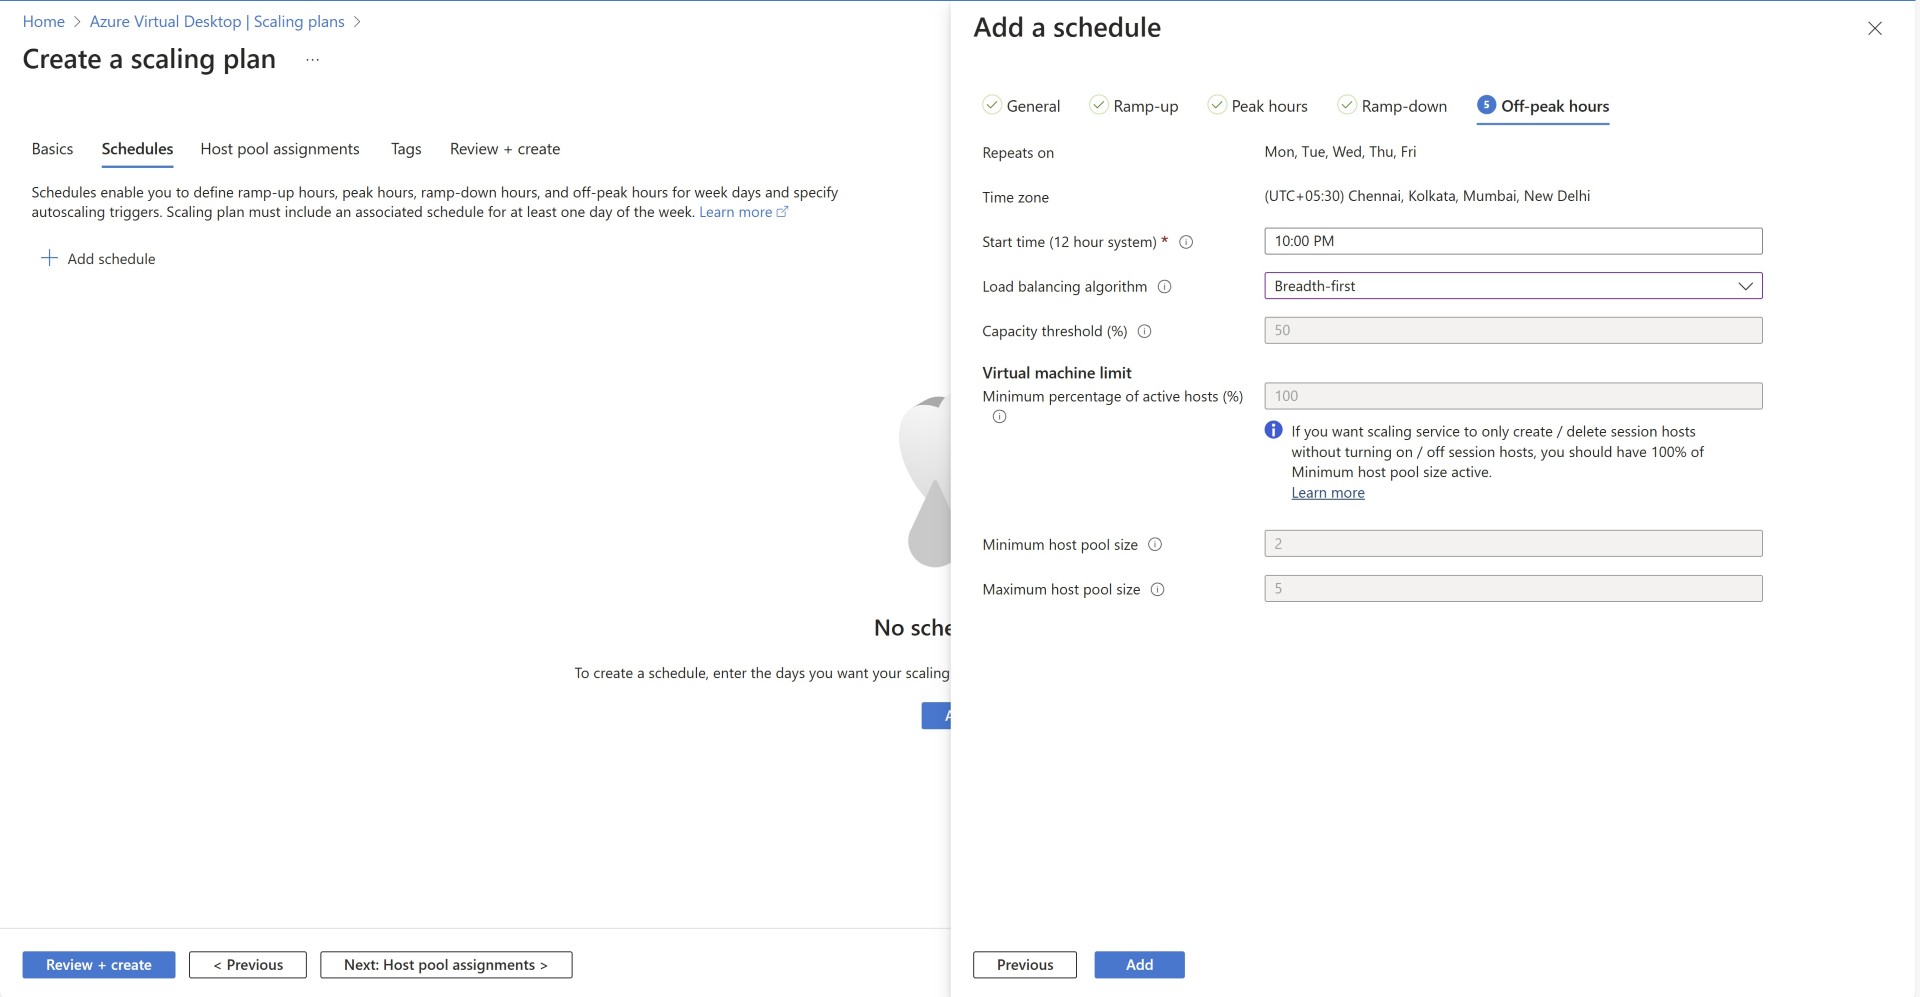 Home > Azure Virtual Desktop | Scaling plans >
Create a scaling plan ...
Basics Schedules Host pool assignments Tags Review + create
Schedules enable you to define ramp-up hours, peak hours, ramp-down hours, and off-peak hours for week days and specify
autoscaling triggers. Scaling plan must include an associated schedule for at least one day of the week. Learn more
+ Add schedule
No sche
To create a schedule, enter the days you want your scaling
A
Review + create < Previous Next: Host pool assignments >
Add a schedule
General Ramp-up Peak hours Ramp-down 5 Off-peak hours
Repeats on Mon, Tue, Wed, Thu, Fri
Time zone (UTC+05:30) Chennai, Kolkata, Mumbai, New Delhi
Start time (12 hour system) * 10:00 PM
Load balancing algorithm Breadth-first
Capacity threshold (%) 50
Virtual machine limit
Minimum percentage of active hosts (%) 100
If you want scaling service to only create / delete session hosts
without turning on / off session hosts, you should have 100% of
Minimum host pool size active.
Learn more
Minimum host pool size 2
Maximum host pool size 5
Previous Add